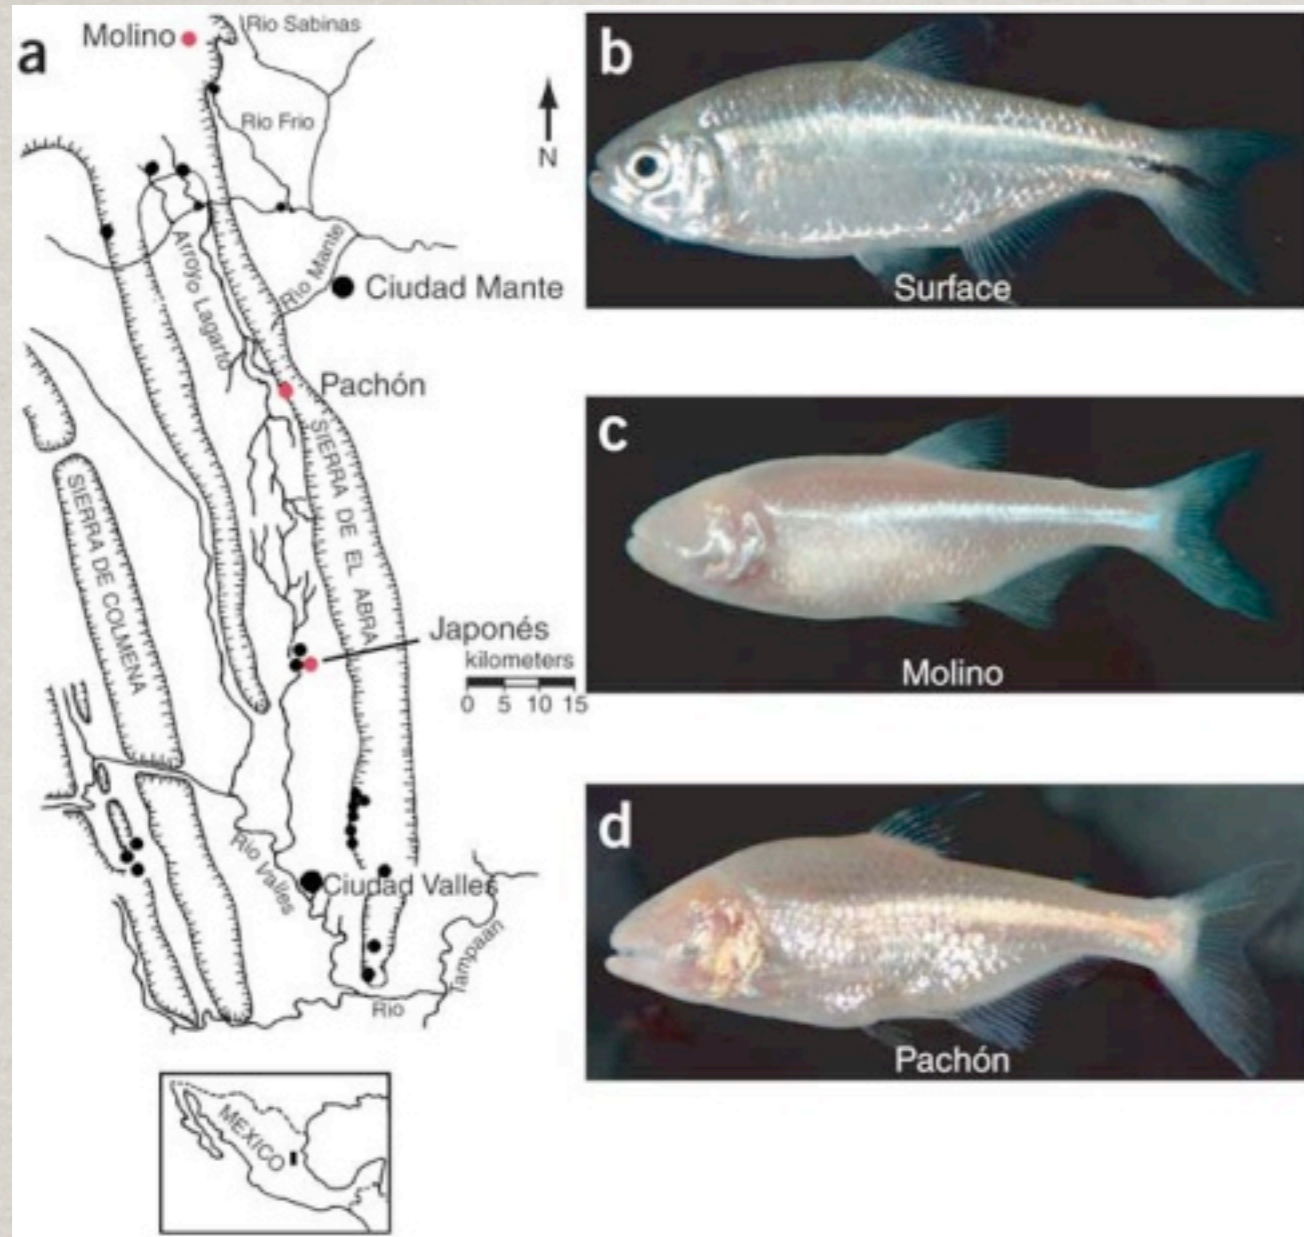 a
Molino
Rio Sabinas
Rio Frio
N
Arroyo Lagarto
Rio Mante
Ciudad Mante
Pachón
SIERRA DE EL ABRA
SIERRA DE COLMENA
Japonés
kilometers
0 5 10 15
Rio Valles
Ciudad Valles
Rio
Tampaán
MEXICO
b
Surface
c
Molino
d
Pachón